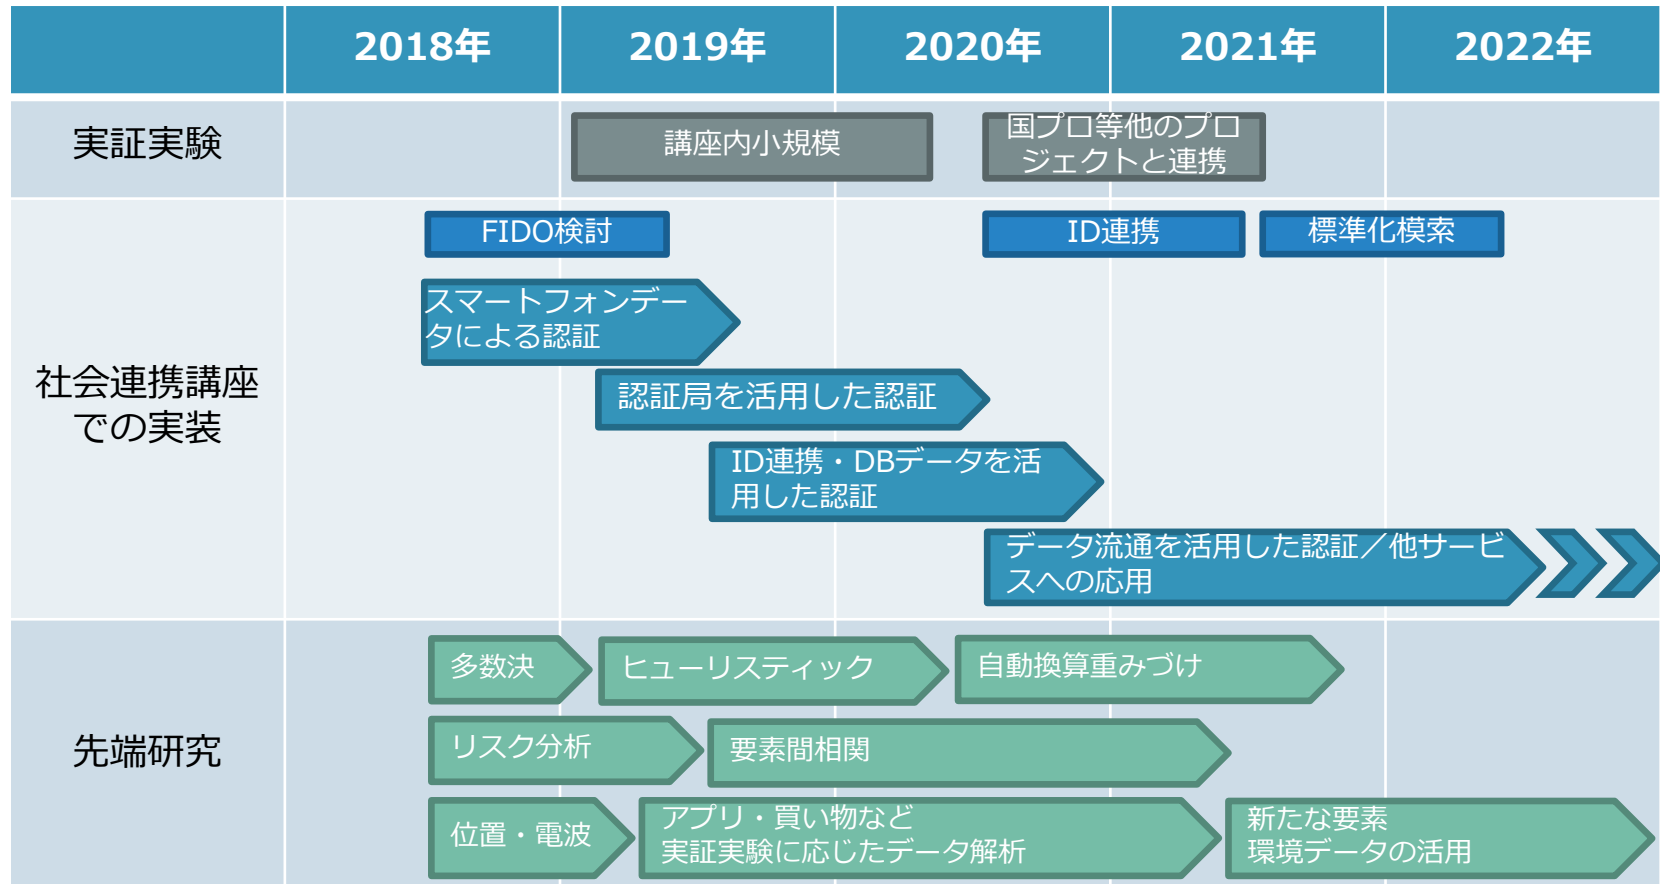 2018年
2019年
2020年
2021年
2022年
実証実験
講座内小規模
国プロ等他のプロ
ジェクトと連携
社会連携講座
での実装
FIDO検討
ID連携
標準化模索
スマートフォンデー
タによる認証
認証局を活用した認証
ID連携・DBデータを活
用した認証
データ流通を活用した認証／他サービ
スへの応用
先端研究
多数決
ヒューリスティック
自動換算重みづけ
リスク分析
要素間相関
位置・電波
アプリ・買い物など
実証実験に応じたデータ解析
新たな要素
環境データの活用